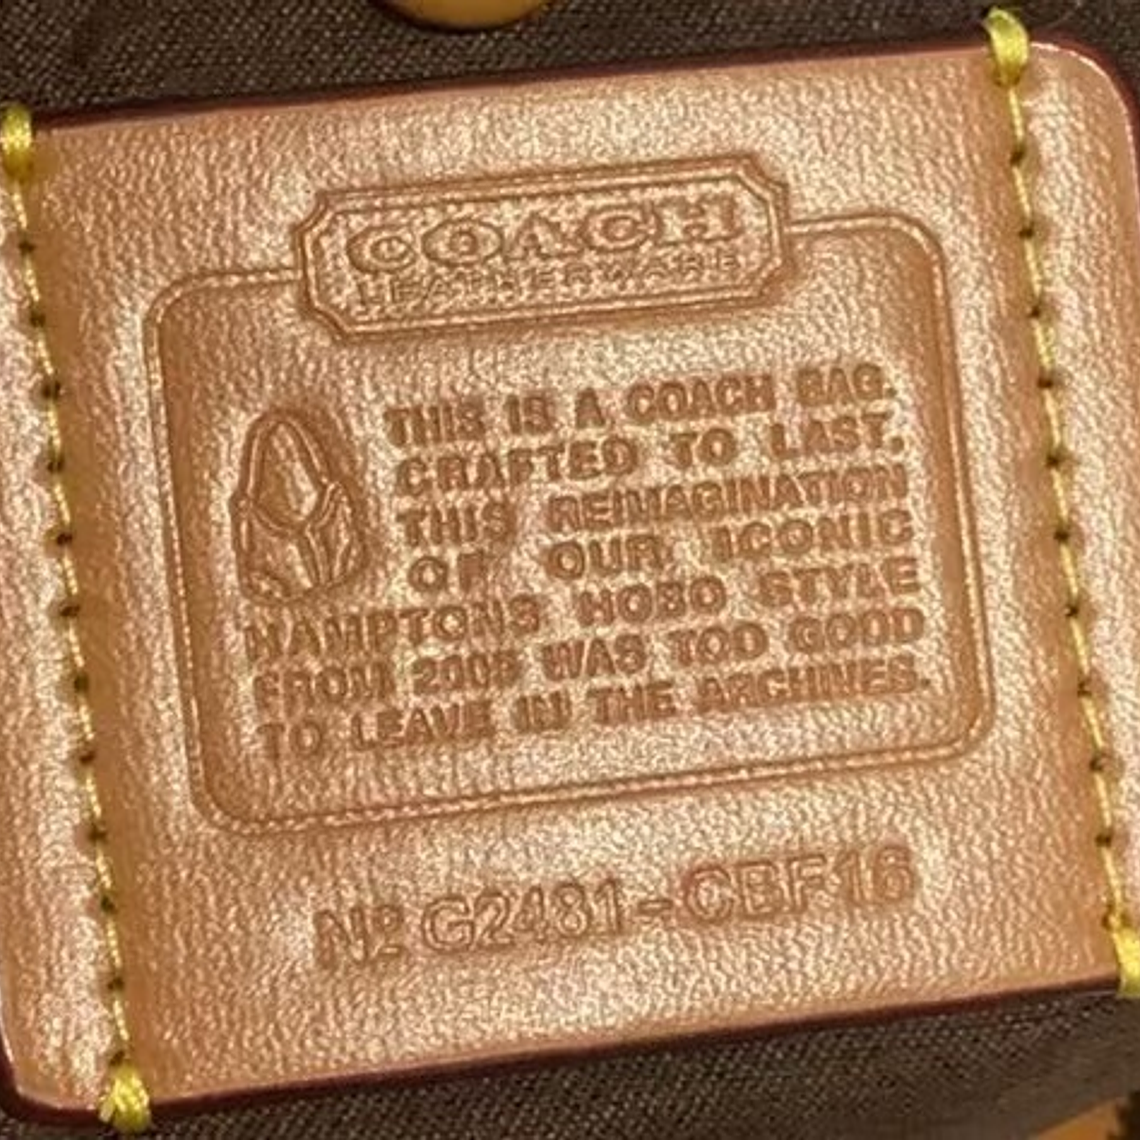 COACH
LEATHERWARE
THIS IS A COACH BAG.
CRAFTED TO LAST,
THIS REIMAGINATION
OF OUR ICONIC
HAMPTONS HOBO STYLE
FROM 2005 WAS TOO GOOD
TO LEAVE IN THE ARCHIVES.
Nº G2481-CBF16